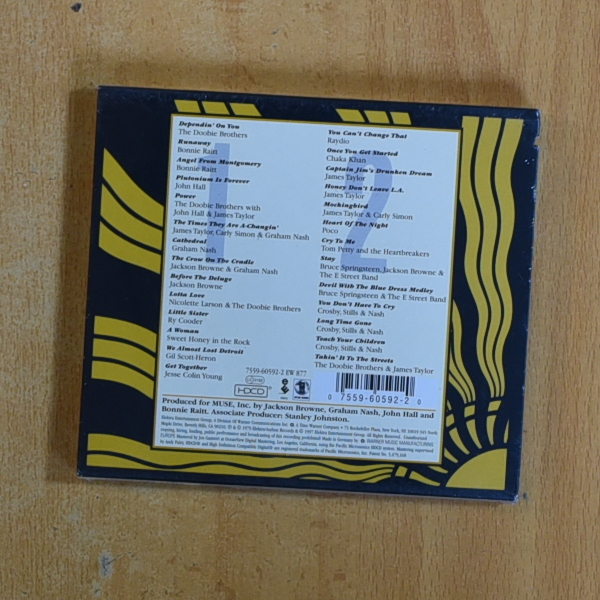 1
Dependin' On You
The Doobie Brothers
Runaway
Bonnie Raitt
Angel From Montgomery
Bonnie Raitt
Plutonium Is Forever
John Hall
Power
The Doobie Brothers with
John Hall & James Taylor
The Times They Are A-Changin'
James Taylor, Carly Simon & Graham Nash
Cathedral
Graham Nash
The Crow On The Cradle
Jackson Browne & Graham Nash
Before The Deluge
Jackson Browne
Lotta Love
Nicolette Larson & The Doobie Brothers
Little Sister
Ry Cooder
A Woman
Sweet Honey in the Rock
We Almost Lost Detroit
Gil Scott-Heron
Get Together
Jesse Colin Young
2
You Can't Change That
Raydio
Once You Get Started
Chaka Khan
Captain Jim's Drunken Dream
James Taylor
Honey Don't Leave L.A.
James Taylor
Mockingbird
James Taylor & Carly Simon
Heart Of The Night
Poco
Cry To Me
Tom Petty and the Heartbreakers
Stay
Bruce Springsteen, Jackson Browne &
The E Street Band
Devil With The Blue Dress Medley
Bruce Springsteen & The E Street Band
You Don't Have To Cry
Crosby, Stills & Nash
Long Time Gone
Crosby, Stills & Nash
Teach Your Children
Crosby, Stills & Nash
Takin' It To The Streets
The Doobie Brothers & James Taylor
7559-60592-2 EW 877
HDCD
0 7559-60592-2 0
Produced for MUSE, Inc. by Jackson Browne, Graham Nash, John Hall and
Bonnie Raitt. Associate Producer: Stanley Johnston.